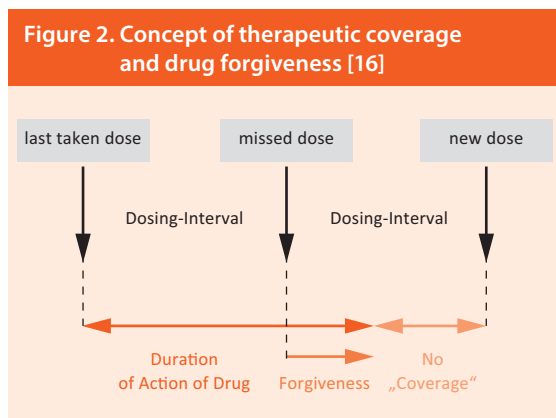 Figure 2. Concept of therapeutic coverage
and drug forgiveness [16]
last taken dose
missed dose
new dose
Dosing-Interval
Dosing-Interval
Duration
of Action of Drug
Forgiveness
No
„Coverage“